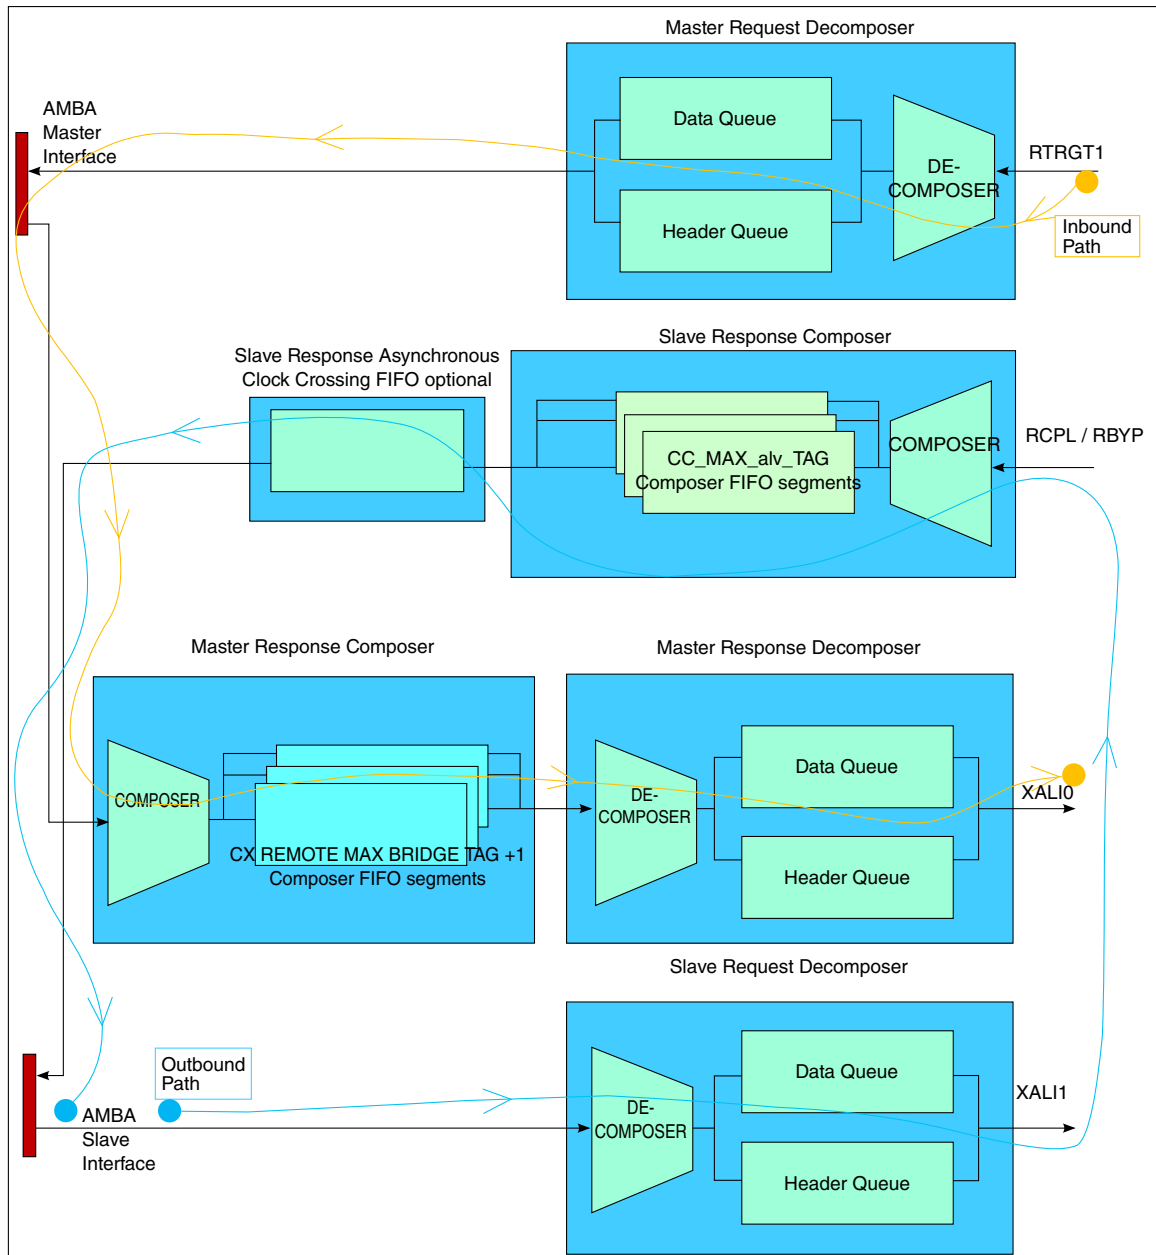 Master Request Decomposer
AMBA
Master
Interface
Data Queue
Header Queue
DE-
COMPOSER
RTRGT1
Inbound
Path
Slave Response Composer
Slave Response Asynchronous
Clock Crossing FIFO optional
CC_MAX_alv_TAG
Composer FIFO segments
COMPOSER
RCPL / RBYP
Master Response Composer
COMPOSER
CX REMOTE MAX BRIDGE TAG +1
Composer FIFO segments
Master Response Decomposer
DE-
COMPOSER
Data Queue
Header Queue
XALI0
Slave Request Decomposer
Outbound
Path
AMBA
Slave
Interface
DE-
COMPOSER
Data Queue
Header Queue
XALI1